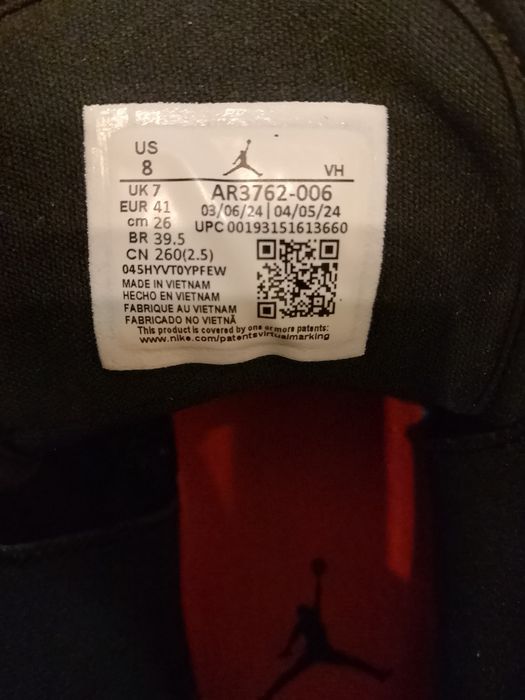 US
8
VH
UK 7 AR3762-006
EUR 41 03/06/24 | 04/05/24
cm 26 UPC 00193151613660
BR 39.5
CN 260(2.5)
045HYVT0YPFEW
MADE IN VIETNAM
HECHO EN VIETNAM
FABRIQUE AU VIETNAM
FABRICADO NO VIETNÃ
This product is covered by one or more patents:
www.nike.com/patentsvirtualmarking